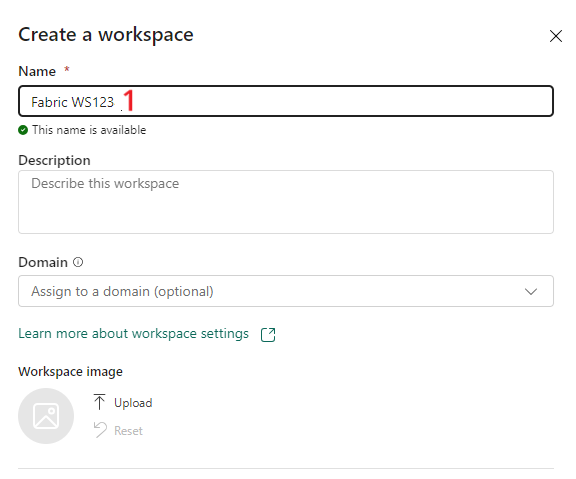 Create a workspace
Name *
Fabric WS123 1
This name is available
Description
Describe this workspace
Domain
Assign to a domain (optional)
Learn more about workspace settings
Workspace image
Upload
Reset